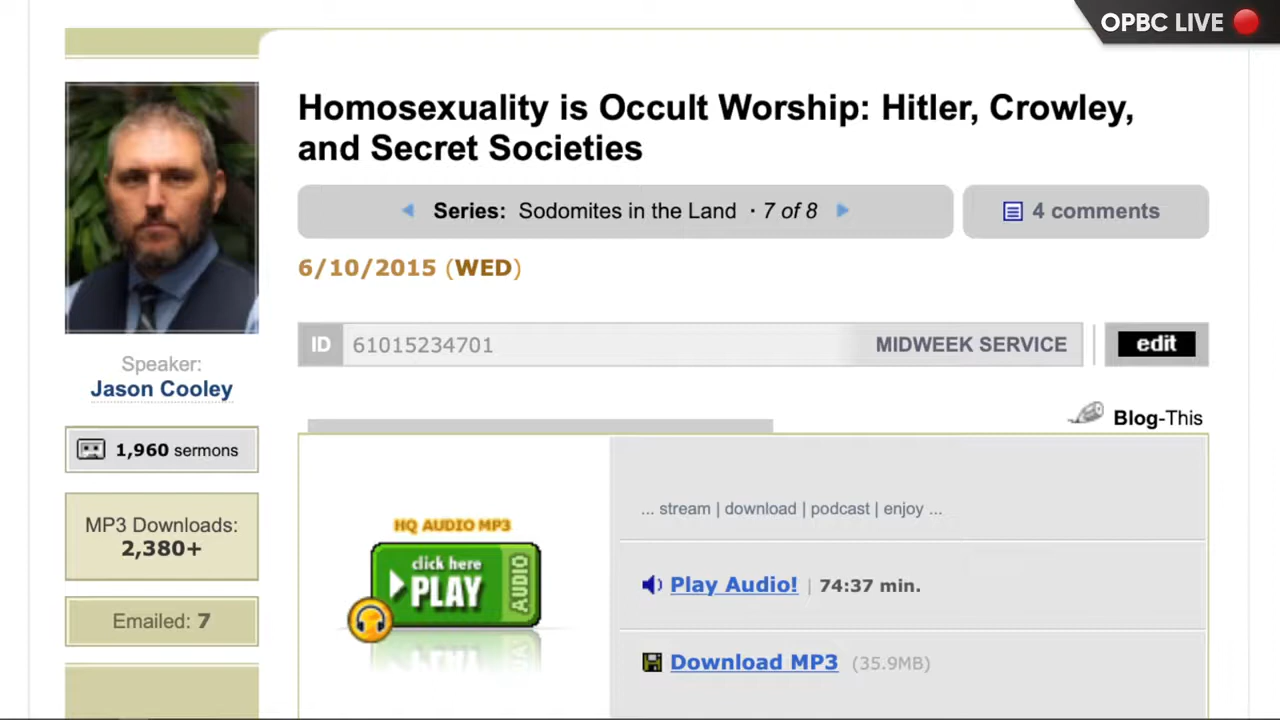 OPBC LIVE
Homosexuality is Occult Worship: Hitler, Crowley,
and Secret Societies
Series: Sodomites in the Land · 7 of 8
4 comments
6/10/2015 (WED)
ID 61015234701 MIDWEEK SERVICE
edit
Speaker:
Jason Cooley
Blog-This
1,960 sermons
MP3 Downloads:
2,380+
Emailed: 7
HQ AUDIO MP3
click here
PLAY
AUDIO
... stream | download | podcast | enjoy ...
Play Audio! | 74:37 min.
Download MP3 (35.9MB)